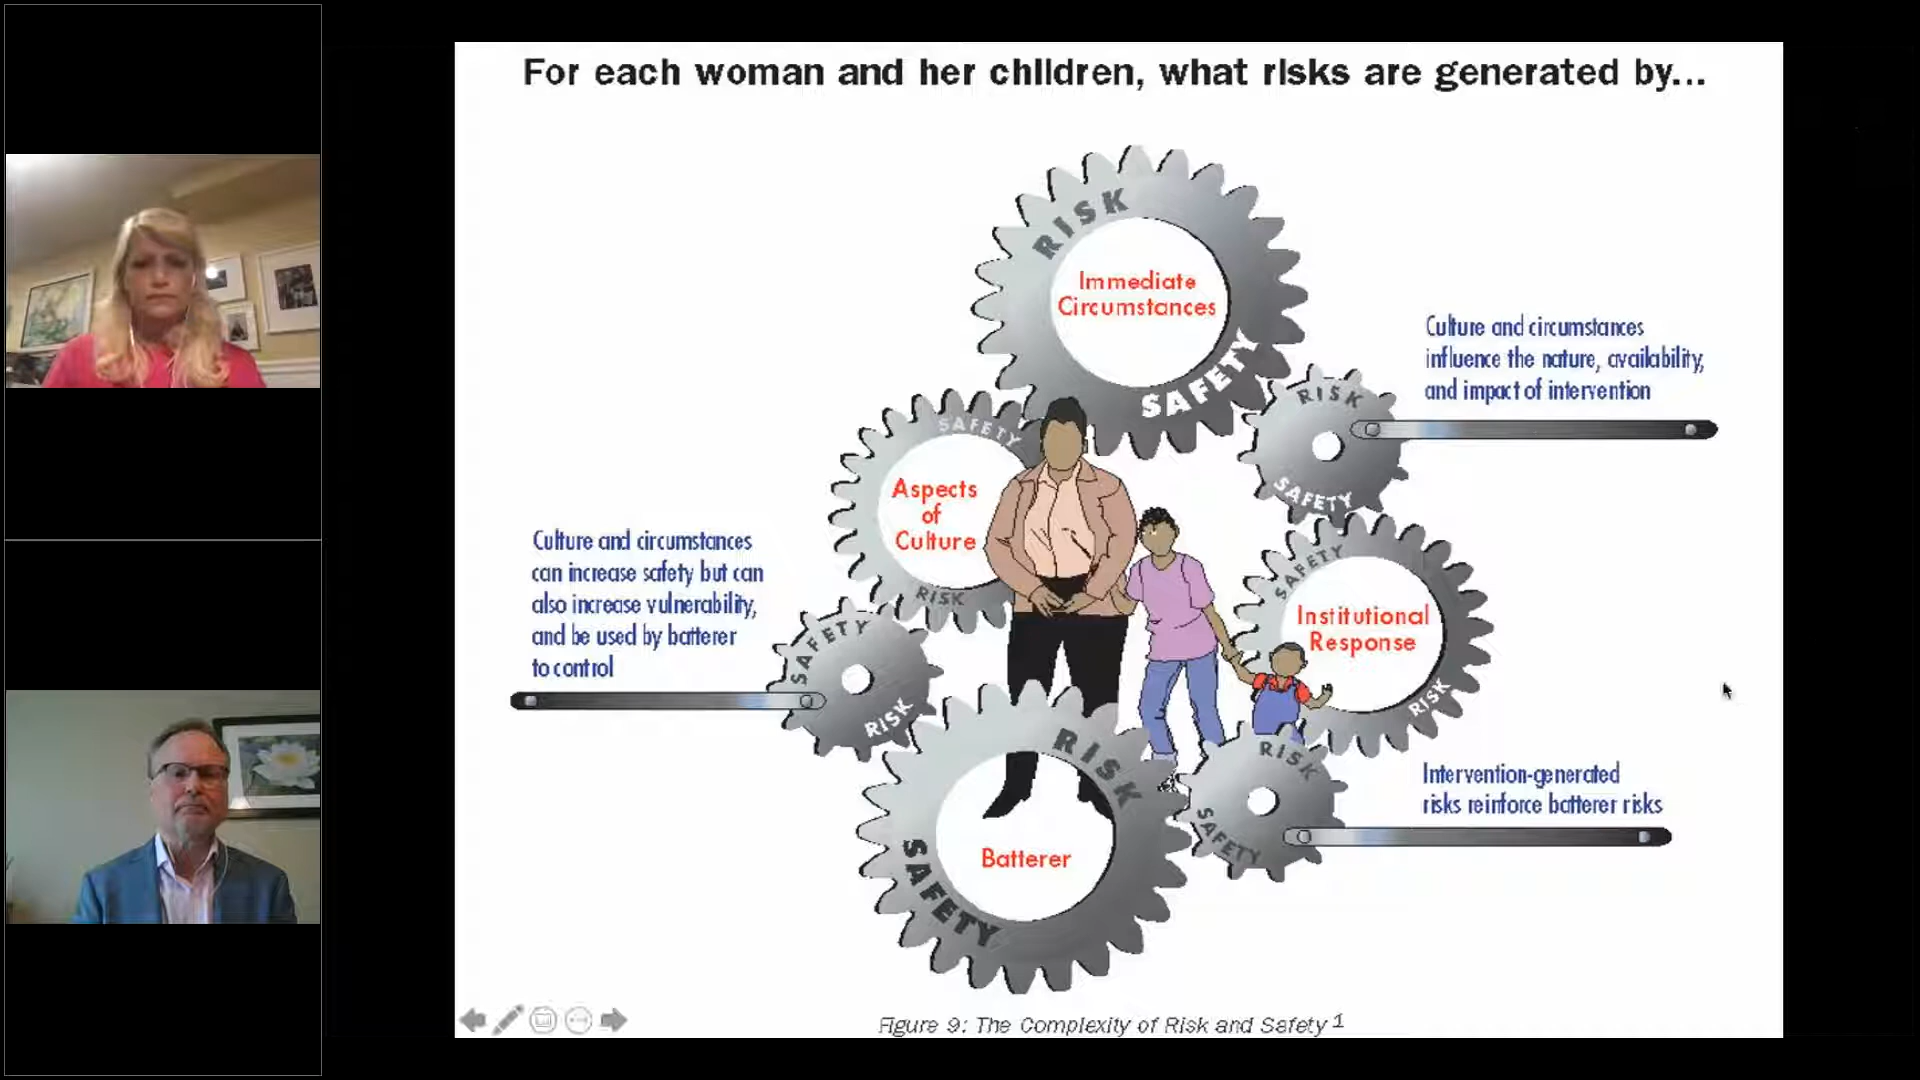 For each woman and her children, what risks are generated by...
RISK
Immediate
Circumstances
SAFETY
Culture and circumstances
influence the nature, availability,
and impact of intervention
RISK
SAFETY
SAFETY
Aspects
of
Culture
RISK
Culture and circumstances
can increase safety but can
also increase vulnerability,
and be used by batterer
to control
SAFETY
RISK
SAFETY
Institutional
Response
RISK
RISK
Batterer
SAFETY
RISK
SAFETY
Intervention-generated
risks reinforce batterer risks
Figure 9: The Complexity of Risk and Safety 1